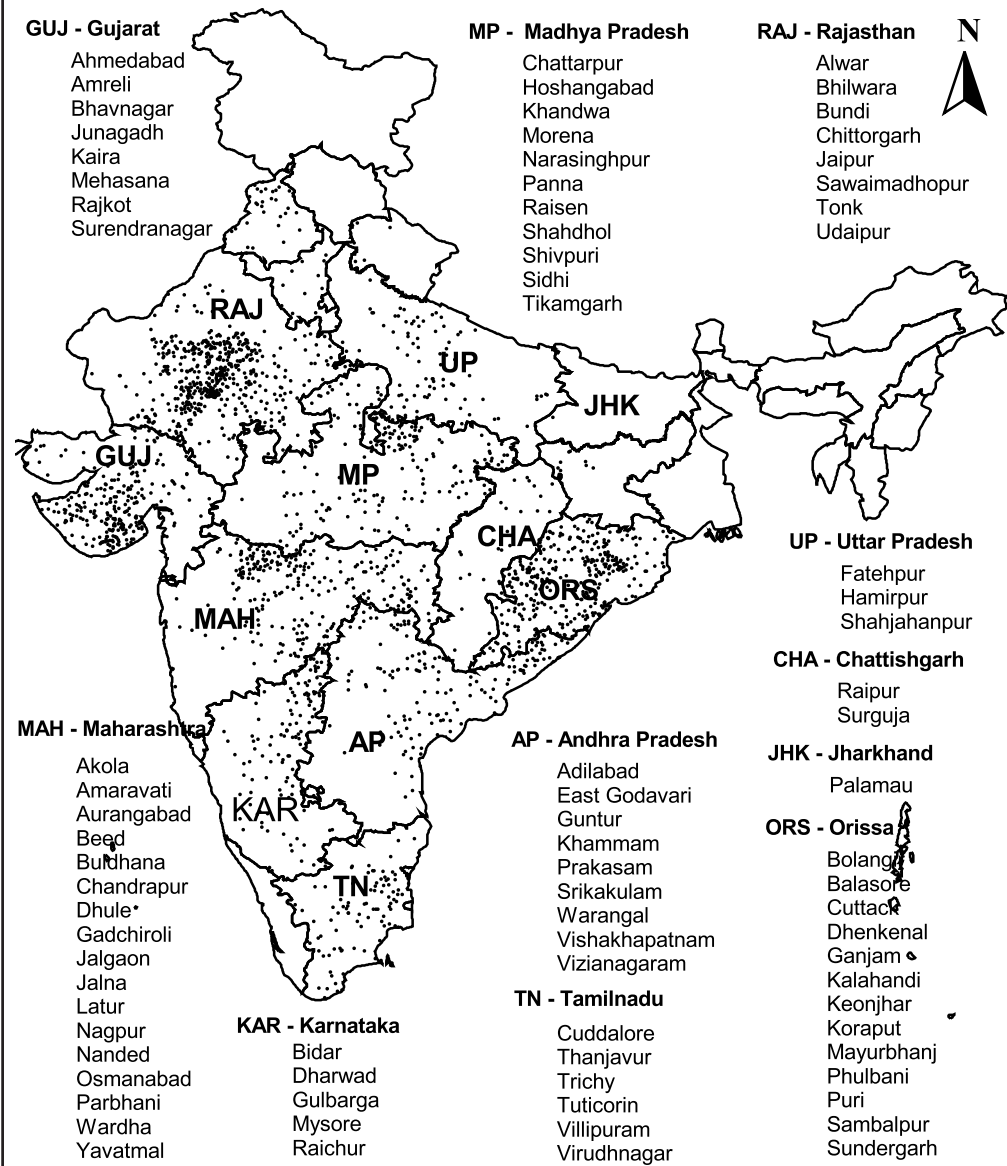 GUJ - Gujarat
Ahmedabad
Amreli
Bhavnagar
Junagadh
Kaira
Mehasana
Rajkot
Surendranagar
MP - Madhya Pradesh
Chattarpur
Hoshangabad
Khandwa
Morena
Narasinghpur
Panna
Raisen
Shahdhol
Shivpuri
Sidhi
Tikamgarh
RAJ - Rajasthan
Alwar
Bhilwara
Bundi
Chittorgarh
Jaipur
Sawaimadhopur
Tonk
Udaipur
N
RAJ
UP
JHK
GUJ
MP
CHA
ORS
MAH
AP
KAR
TN
UP - Uttar Pradesh
Fatehpur
Hamirpur
Shahjahanpur
CHA - Chattishgarh
Raipur
Surguja
JHK - Jharkhand
Palamau
ORS - Orissa
Bolangir
Balasore
Cuttack
Dhenkenal
Ganjam
Kalahandi
Keonjhar
Koraput
Mayurbhanj
Phulbani
Puri
Sambalpur
Sundergarh
MAH - Maharashtra
Akola
Amaravati
Aurangabad
Beed
Buldhana
Chandrapur
Dhule
Gadchiroli
Jalgaon
Jalna
Latur
Nagpur
Nanded
Osmanabad
Parbhani
Wardha
Yavatmal
KAR - Karnataka
Bidar
Dharwad
Gulbarga
Mysore
Raichur
AP - Andhra Pradesh
Adilabad
East Godavari
Guntur
Khammam
Prakasam
Srikakulam
Warangal
Vishakhapatnam
Vizianagaram
TN - Tamilnadu
Cuddalore
Thanjavur
Trichy
Tuticorin
Villipuram
Virudhnagar